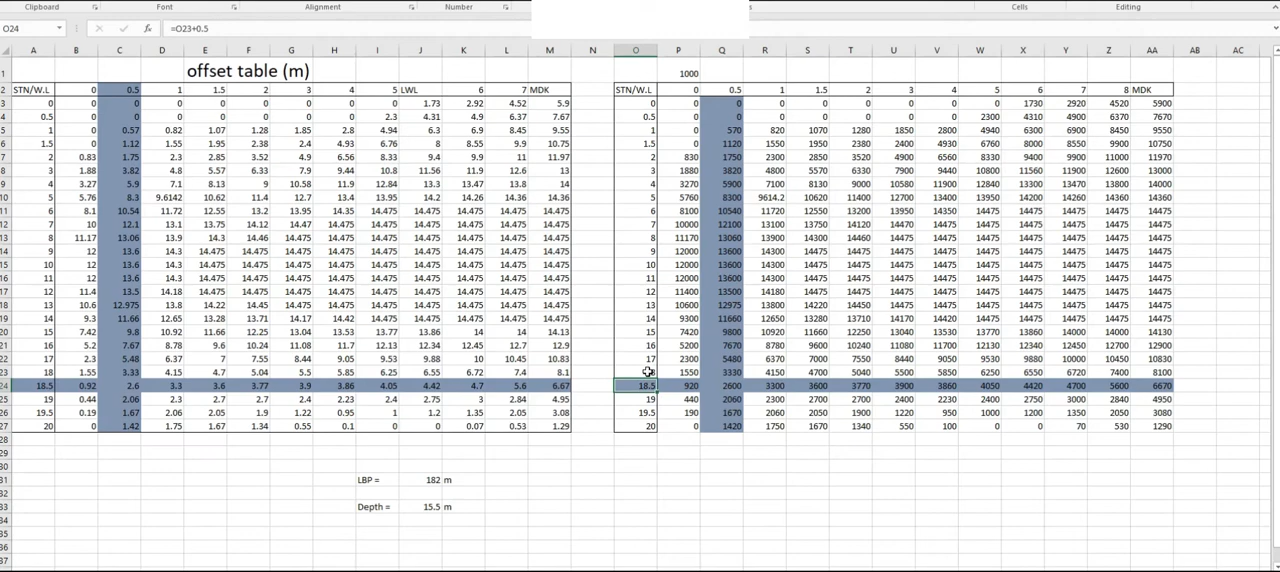 Clipboard Font Alignment Number s Cells Editing
O24 =O23+0.5
A B C D E F G H I J K L M N O P Q R S T U V W X Y Z AA AB AC
1 offset table (m) 1000
2 STN/W.L 0 0.5 1 1.5 2 3 4 5 LWL 6 7 MDK STN/W.L 0 0.5 1 1.5 2 3 4 5 6 7 8 MDK
3 0 0 0 0 0 0 0 0 0 1.73 2.92 4.52 5.9 0 0 0 0 0 0 0 0 0 1730 2920 4520 5900
4 0.5 0 0 0 0 0 0 0 2.3 4.31 4.9 6.37 7.67 0.5 0 0 0 0 0 0 0 2300 4310 4900 6370 7670
5 1 0 0.57 0.82 1.07 1.28 1.85 2.8 4.94 6.3 6.9 8.45 9.55 1 0 570 820 1070 1280 1850 2800 4940 6300 6900 8450 9550
6 1.5 0 1.12 1.55 1.95 2.38 2.4 4.93 6.76 8 8.55 9.9 10.75 1.5 0 1120 1550 1950 2380 2400 4930 6760 8000 8550 9900 10750
7 2 0.83 1.75 2.3 2.85 3.52 4.9 6.56 8.33 9.4 9.9 11 11.97 2 830 1750 2300 2850 3520 4900 6560 8330 9400 9900 11000 11970
8 3 1.88 3.82 4.8 5.57 6.33 7.9 9.44 10.8 11.56 11.9 12.6 13 3 1880 3820 4800 5570 6330 7900 9440 10800 11560 11900 12600 13000
9 4 3.27 5.9 7.1 8.13 9 10.58 11.9 12.84 13.3 13.47 13.8 14 4 3270 5900 7100 8130 9000 10580 11900 12840 13300 13470 13800 14000
10 5 5.76 8.3 9.6142 10.62 11.4 12.7 13.4 13.95 14.2 14.26 14.36 14.36 5 5760 8300 9614.2 10620 11400 12700 13400 13950 14200 14260 14360 14360
11 6 8.1 10.54 11.72 12.55 13.2 13.95 14.35 14.475 14.475 14.475 14.475 14.475 6 8100 10540 11720 12550 13200 13950 14350 14475 14475 14475 14475 14475
12 7 10 12.1 13.1 13.75 14.12 14.47 14.475 14.475 14.475 14.475 14.475 14.475 7 10000 12100 13100 13750 14120 14470 14475 14475 14475 14475 14475 14475
13 8 11.17 13.06 13.9 14.3 14.46 14.475 14.475 14.475 14.475 14.475 14.475 14.475 8 11170 13060 13900 14300 14460 14475 14475 14475 14475 14475 14475 14475
14 9 12 13.6 14.3 14.475 14.475 14.475 14.475 14.475 14.475 14.475 14.475 14.475 9 12000 13600 14300 14475 14475 14475 14475 14475 14475 14475 14475 14475
15 10 12 13.6 14.3 14.475 14.475 14.475 14.475 14.475 14.475 14.475 14.475 14.475 10 12000 13600 14300 14475 14475 14475 14475 14475 14475 14475 14475 14475
16 11 12 13.6 14.3 14.475 14.475 14.475 14.475 14.475 14.475 14.475 14.475 14.475 11 12000 13600 14300 14475 14475 14475 14475 14475 14475 14475 14475 14475
17 12 11.4 13.5 14.18 14.475 14.475 14.475 14.475 14.475 14.475 14.475 14.475 14.475 12 11400 13500 14180 14475 14475 14475 14475 14475 14475 14475 14475 14475
18 13 10.6 12.975 13.8 14.22 14.45 14.475 14.475 14.475 14.475 14.475 14.475 14.475 13 10600 12975 13800 14220 14450 14475 14475 14475 14475 14475 14475 14475
19 14 9.3 11.66 12.65 13.28 13.71 14.17 14.42 14.475 14.475 14.475 14.475 14.475 14 9300 11660 12650 13280 13710 14170 14420 14475 14475 14475 14475 14475
20 15 7.42 9.8 10.92 11.66 12.25 13.04 13.53 13.77 13.86 14 14 14.13 15 7420 9800 10920 11660 12250 13040 13530 13770 13860 14000 14000 14130
21 16 5.2 7.67 8.78 9.6 10.24 11.08 11.7 12.13 12.34 12.45 12.7 12.9 16 5200 7670 8780 9600 10240 11080 11700 12130 12340 12450 12700 12900
22 17 2.3 5.48 6.37 7 7.55 8.44 9.05 9.53 9.88 10 10.45 10.83 17 2300 5480 6370 7000 7550 8440 9050 9530 9880 10000 10450 10830
23 18 1.55 3.33 4.15 4.7 5.04 5.5 5.85 6.25 6.55 6.72 7.4 8.1 1550 3330 4150 4700 5040 5500 5850 6250 6550 6720 7400 8100
24 18.5 0.92 2.6 3.3 3.6 3.77 3.9 3.86 4.05 4.42 4.7 5.6 6.67 18.5 920 2600 3300 3600 3770 3900 3860 4050 4420 4700 5600 6670
25 19 0.44 2.06 2.3 2.7 2.7 2.4 2.23 2.4 2.75 3 2.84 4.95 19 440 2060 2300 2700 2700 2400 2230 2400 2750 3000 2840 4950
26 19.5 0.19 1.67 2.06 2.05 1.9 1.22 0.95 1 1.2 1.35 2.05 3.08 19.5 190 1670 2060 2050 1900 1220 950 1000 1200 1350 2050 3080
27 20 0 1.42 1.75 1.67 1.34 0.55 0.1 0 0 0.07 0.53 1.29 20 0 1420 1750 1670 1340 550 100 0 0 70 530 1290
28
29
30
31 LBP = 182 m
32
33 Depth = 15.5 m
34
35
36
37